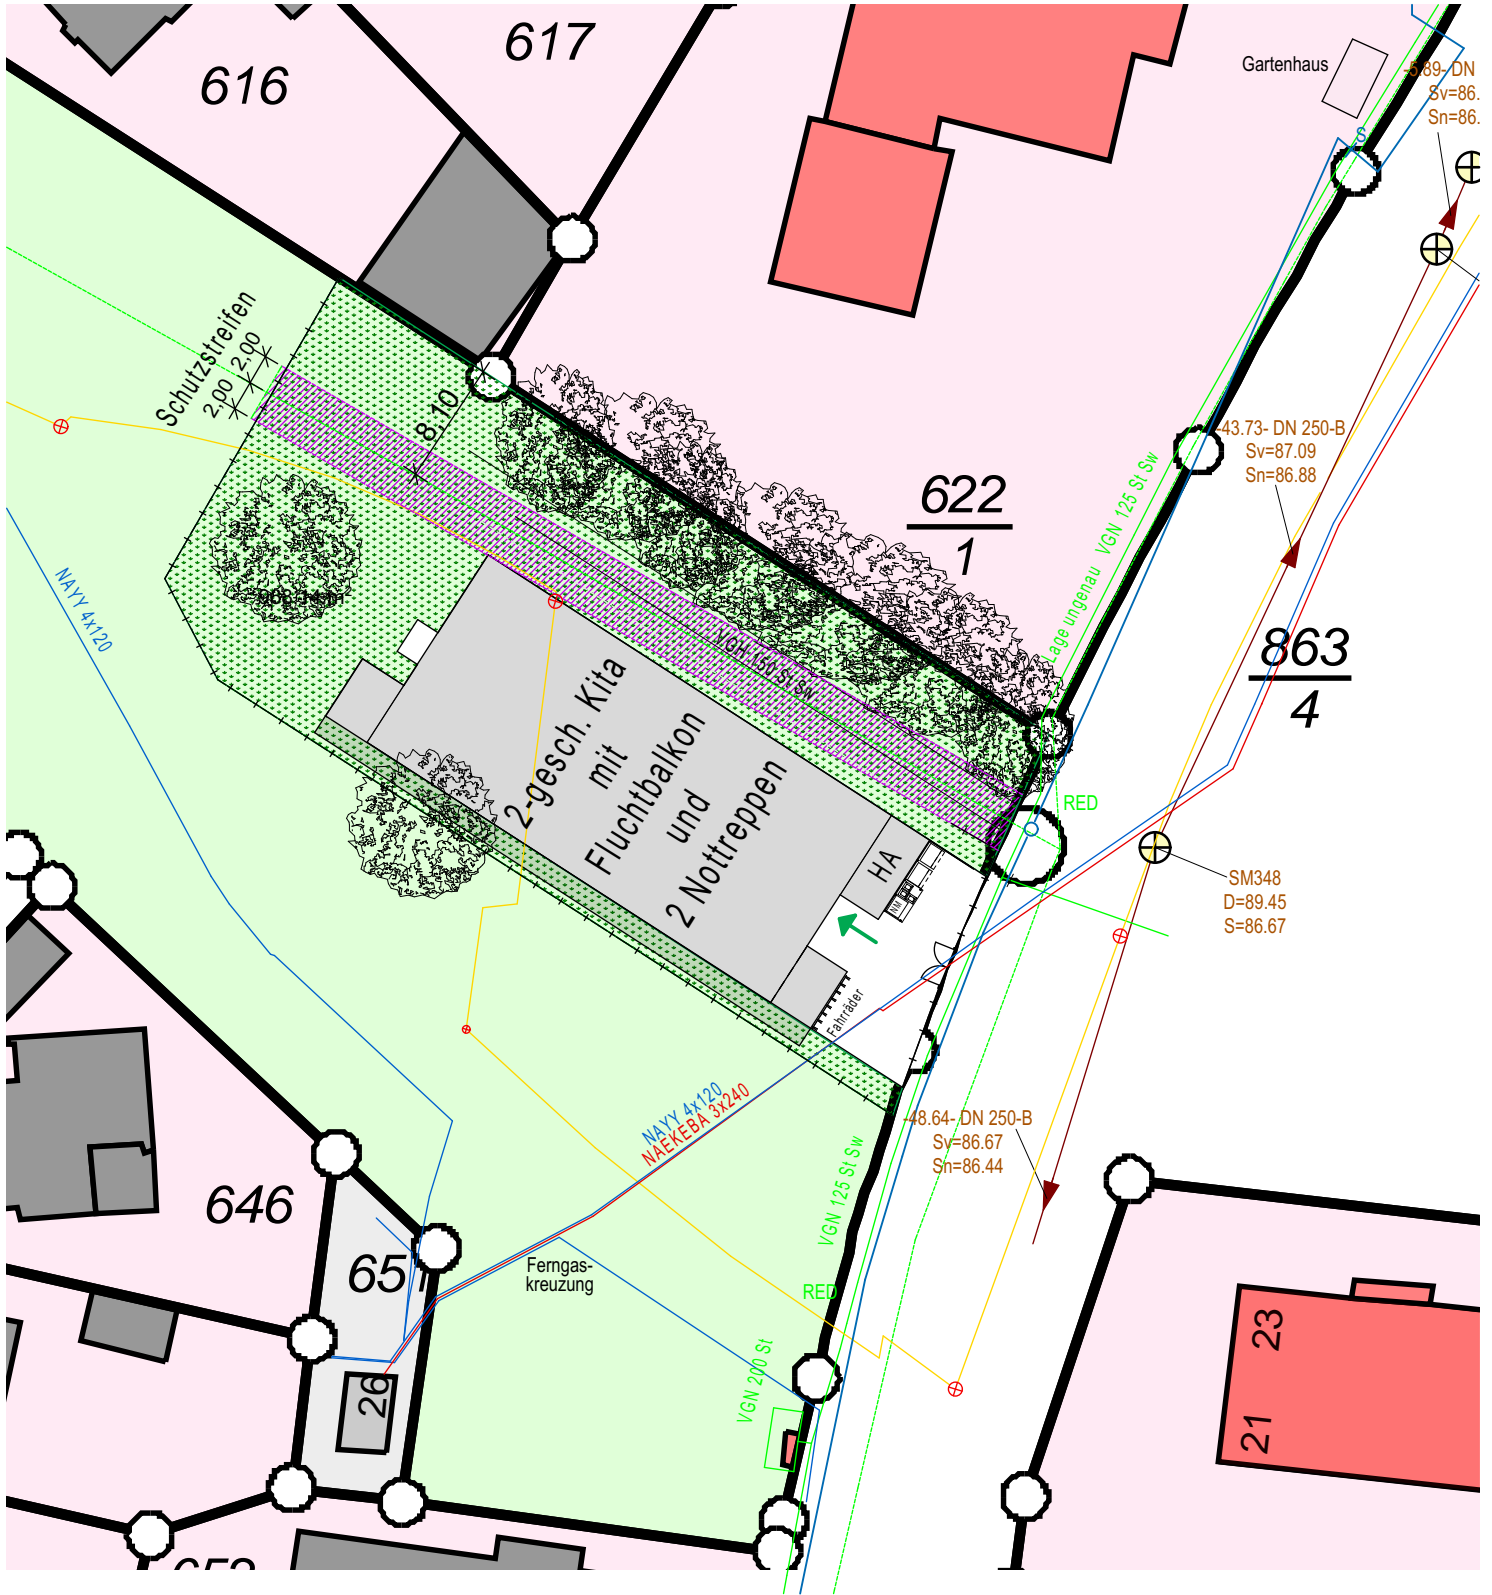 617
616
Gartenhaus
-5.89- DN
Sv=86.
Sn=86.
S
Schutzstreifen
2.00 2.00
8.10
-43.73- DN 250-B
Sv=87.09
Sn=86.88
622
1
Lage ungenau VGN 125 St Sw
NAYY 4x120
863
4
VGH 150 St Sw
2-gesch. Kita
mit
Fluchtbalkon
und
2 Nottreppen
HA
NM
RED
SM348
D=89.45
S=86.67
Fahrräder
NAYY 4x120
NAEKEBA 3x240
-48.64- DN 250-B
Sv=86.67
Sn=86.44
VGN 125 St Sw
646
651
Ferngas-
kreuzung
RED
VGN 200 St
26
23
21
652